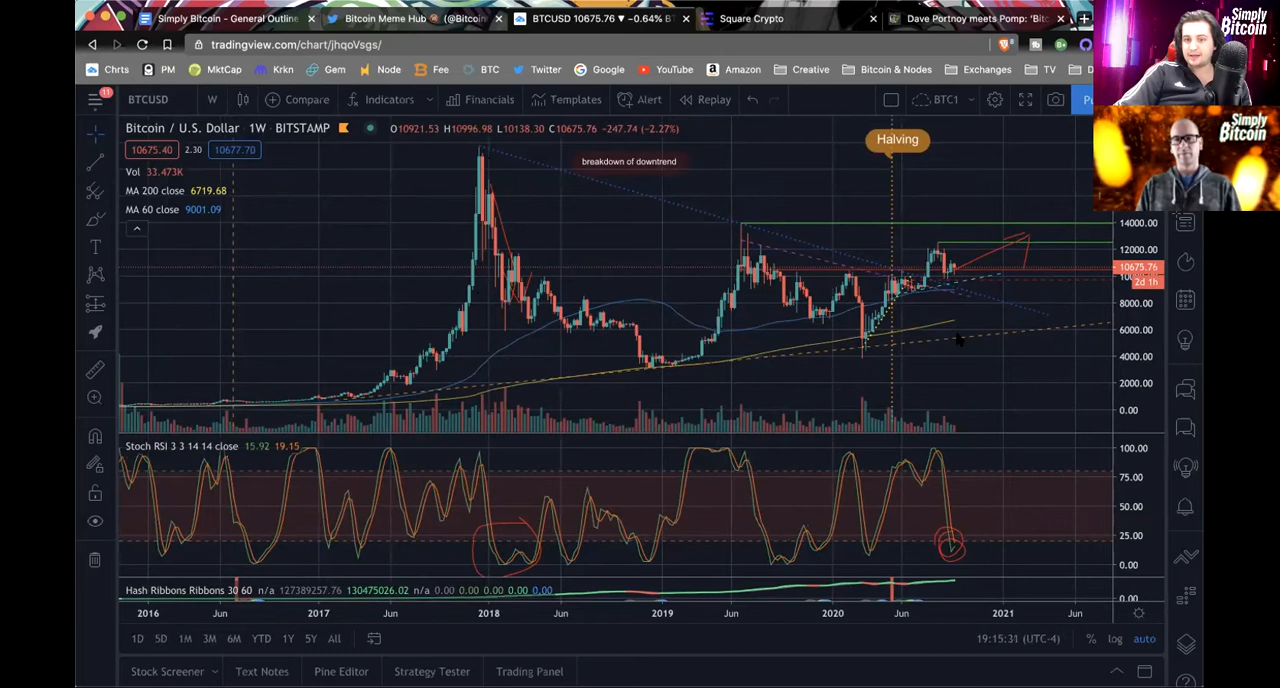 Simply Bitcoin - General Outline
Bitcoin Meme Hub (@Bitcoin
BTCUSD 10675.76 ▼ −0.64% BT
Square Crypto
Dave Portnoy meets Pomp: 'Bitc
Simply
Bitcoin
tradingview.com/chart/jhqoVsgs/
Chrts
PM
MktCap
Krkn
Gem
Node
Fee
BTC
Twitter
Google
YouTube
Amazon
Creative
Bitcoin & Nodes
Exchanges
TV
D
11
BTCUSD
W
Compare
Indicators
Financials
Templates
Alert
Replay
BTC1
Pu
Simply
Bitcoin
Bitcoin / U.S. Dollar · 1W · BITSTAMP
O10921.53 H10996.98 L10138.30 C10675.76 −247.74 (−2.27%)
10675.40 2.30 10677.70
Vol 33.473K
MA 200 close 6719.68
MA 60 close 9001.09
breakdown of downtrend
Halving
14000.00
12000.00
10675.76
2d 1h
8000.00
6000.00
4000.00
2000.00
0.00
Stoch RSI 3 3 14 14 close 15.92 19.15
100.00
75.00
50.00
25.00
0.00
Hash Ribbons Ribbons 30 60 n/a 127389257.76 130475026.02 n/a 0.00 0.00 0.00 0.00 0.00
0.00
2016 Jun 2017 Jun 2018 Jun 2019 Jun 2020 Jun 2021 Jun
1D 5D 1M 3M 6M YTD 1Y 5Y All
19:15:31 (UTC-4) % log auto
Stock Screener
Text Notes
Pine Editor
Strategy Tester
Trading Panel